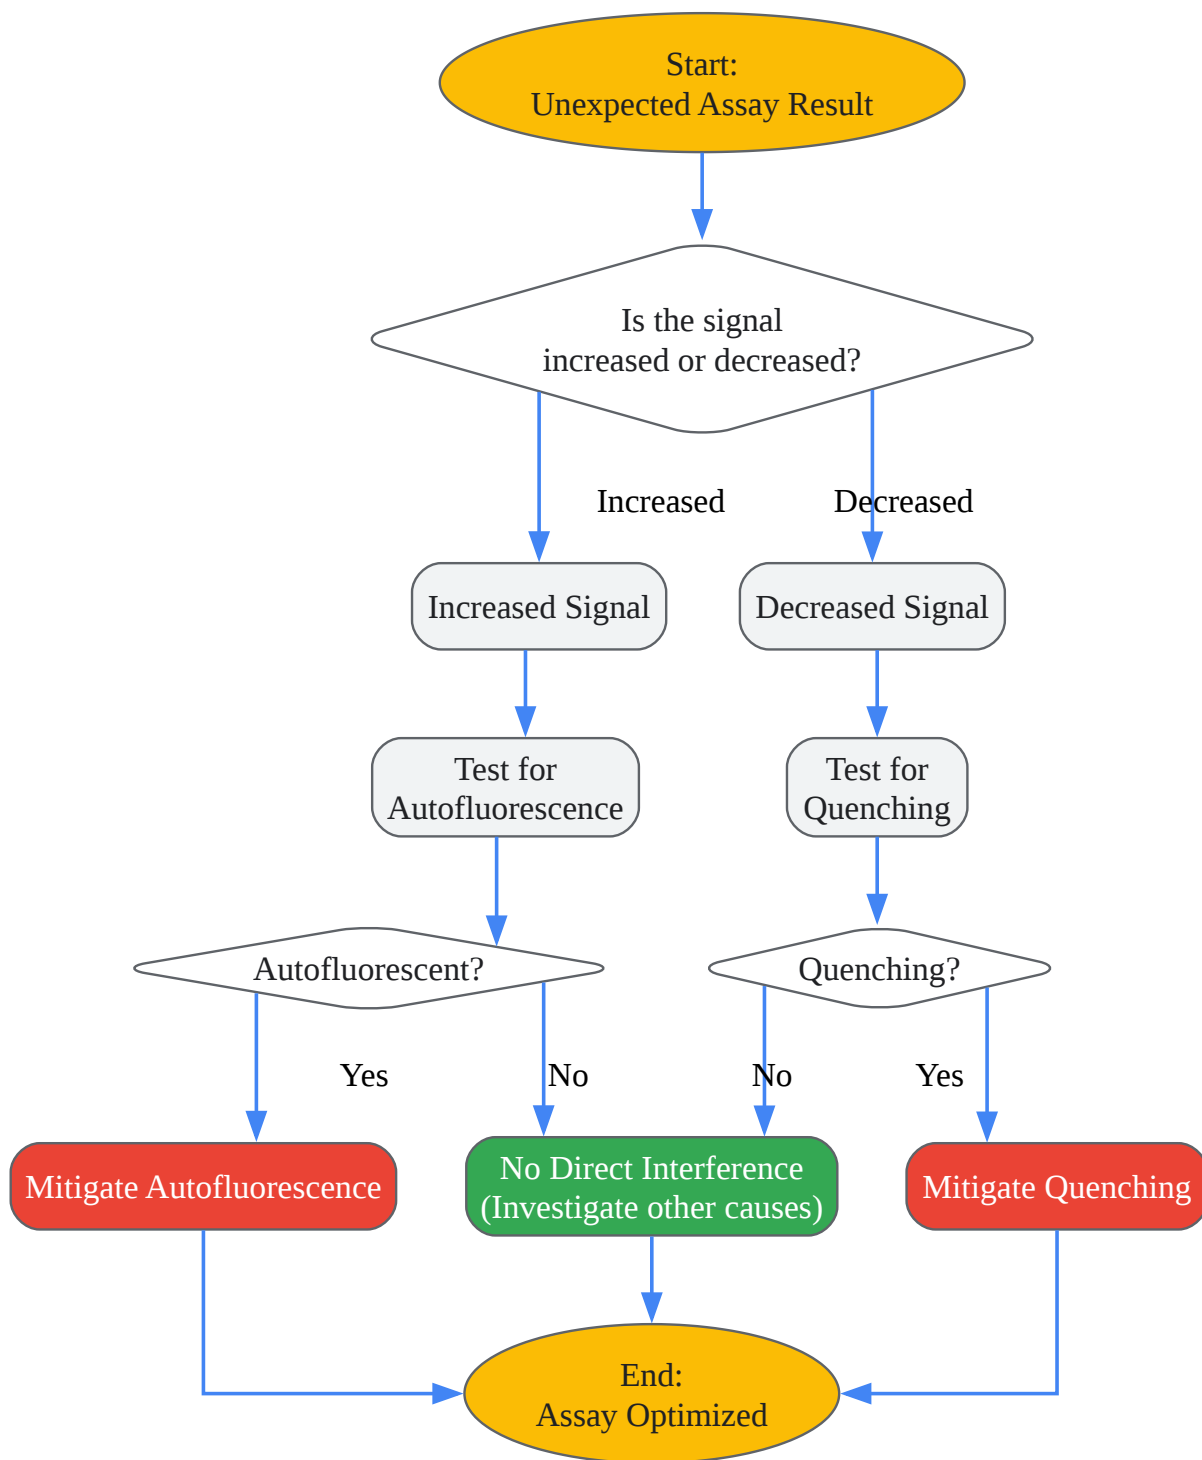 Start:
Unexpected Assay Result
Is the signal
increased or decreased?
Increased
Decreased
Increased Signal
Decreased Signal
Test for
Autofluorescence
Test for
Quenching
Autofluorescent?
Quenching?
Yes
No
No
Yes
Mitigate Autofluorescence
No Direct Interference
(Investigate other causes)
Mitigate Quenching
End:
Assay Optimized